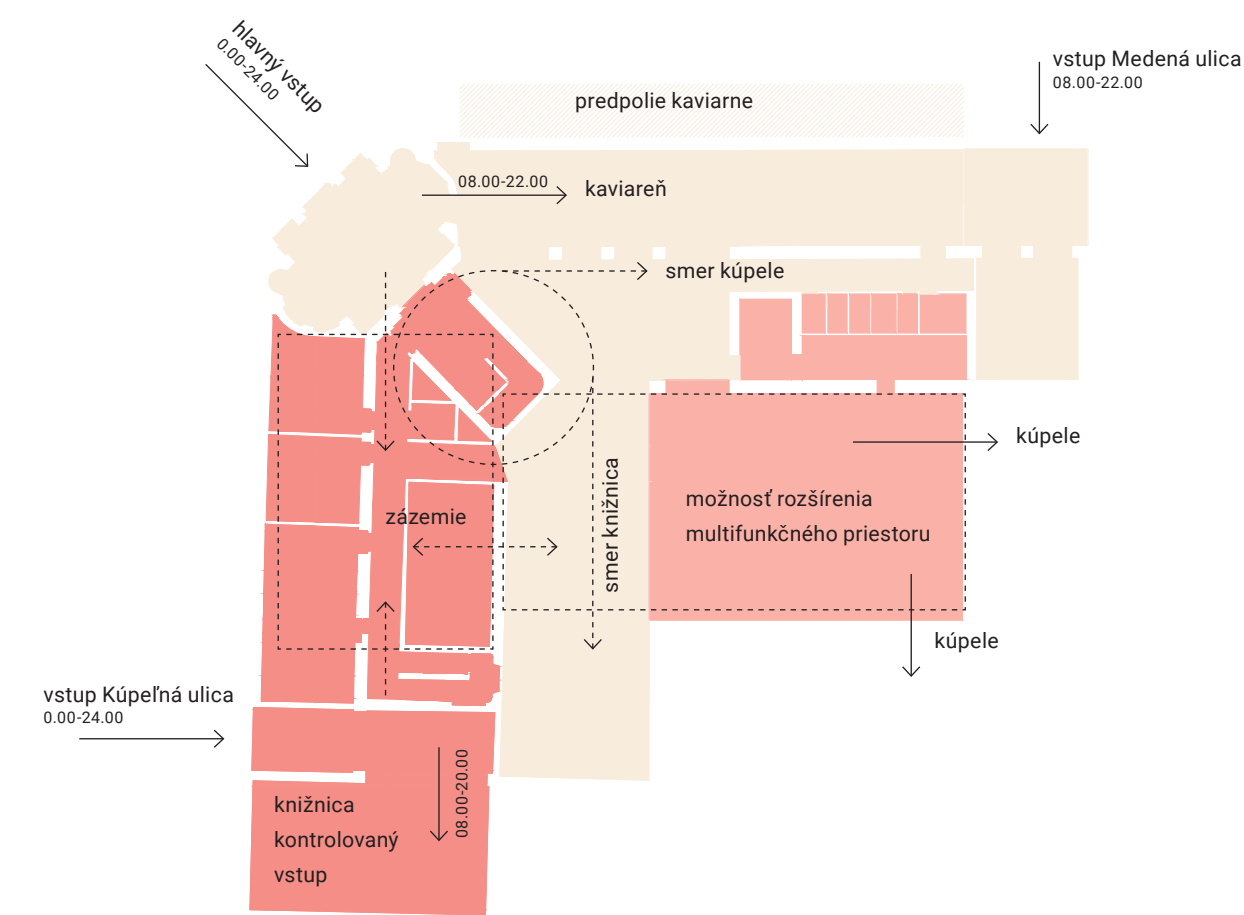 hlavný vstup
0.00-24.00
vstup Medená ulica
08.00-22.00
predpolie kaviarne
08.00-22.00
kaviareň
smer kúpele
kúpele
možnosť rozšírenia
multifunkčného priestoru
zázemie
smer knižnica
kúpele
vstup Kúpeľná ulica
0.00-24.00
08.00-20.00
knižnica
kontrolovaný
vstup